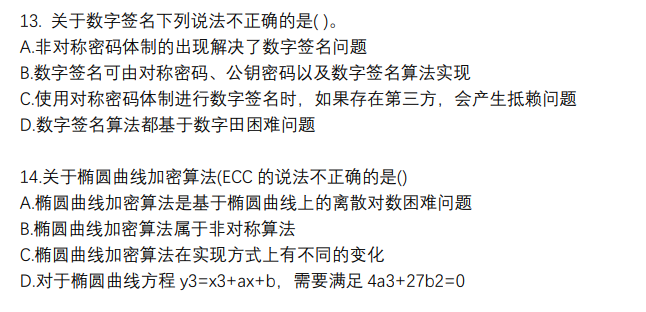 13. 关于数字签名下列说法不正确的是( )。
A.非对称密码体制的出现解决了数字签名问题
B.数字签名可由对称密码、公钥密码以及数字签名算法实现
C.使用对称密码体制进行数字签名时，如果存在第三方，会产生抵赖问题
D.数字签名算法都基于数字田困难问题
14.关于椭圆曲线加密算法(ECC 的说法不正确的是()
A.椭圆曲线加密算法是基于椭圆曲线上的离散对数困难问题
B.椭圆曲线加密算法属于非对称算法
C.椭圆曲线加密算法在实现方式上有不同的变化
D.对于椭圆曲线方程 y3=x3+ax+b，需要满足 4a3+27b2=0